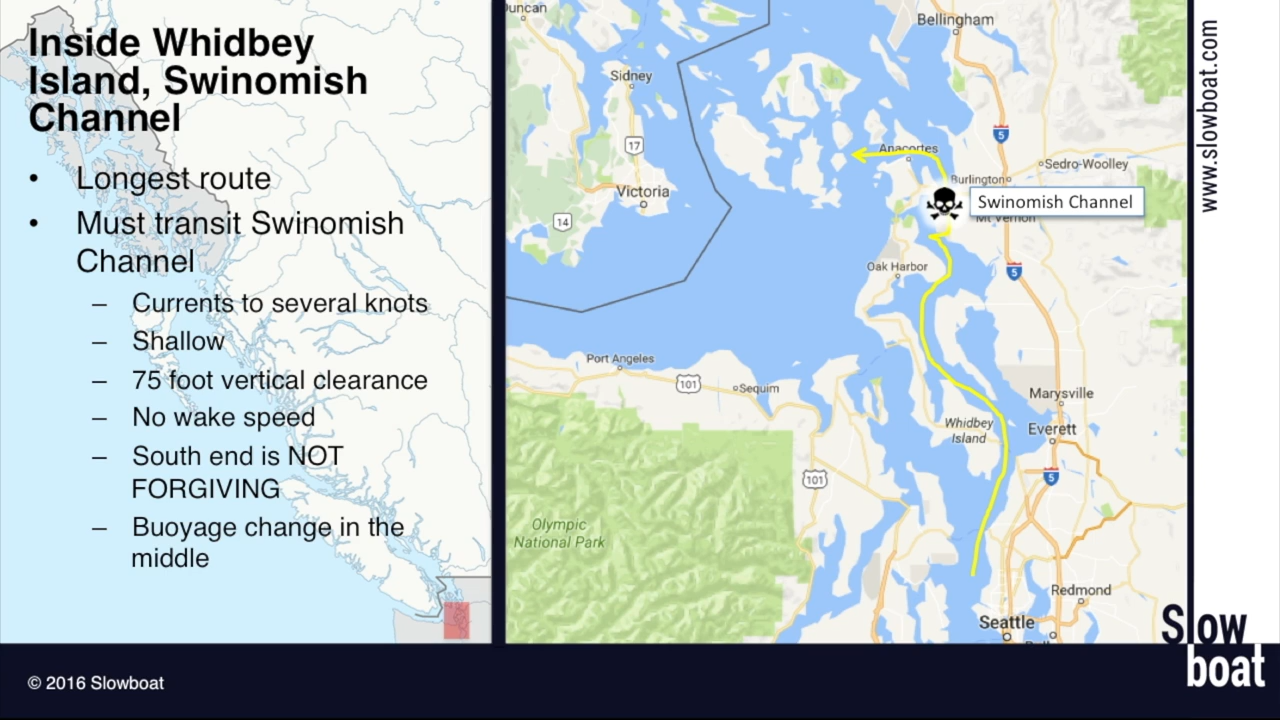 Inside Whidbey
Island, Swinomish
Channel
• Longest route
• Must transit Swinomish
Channel
– Currents to several knots
– Shallow
– 75 foot vertical clearance
– No wake speed
– South end is NOT
FORGIVING
– Buoyage change in the
middle
Duncan
Bellingham
Sidney
17
5
Anacortes
Sedro-Woolley
Burlington
Victoria
Swinomish Channel
14
Mt Vernon
Oak Harbor
5
Port Angeles
101
Sequim
Marysville
Whidbey
Island
Everett
101
5
Olympic
National Park
Redmond
Seattle
www.slowboat.com
Slow
boat
© 2016 Slowboat